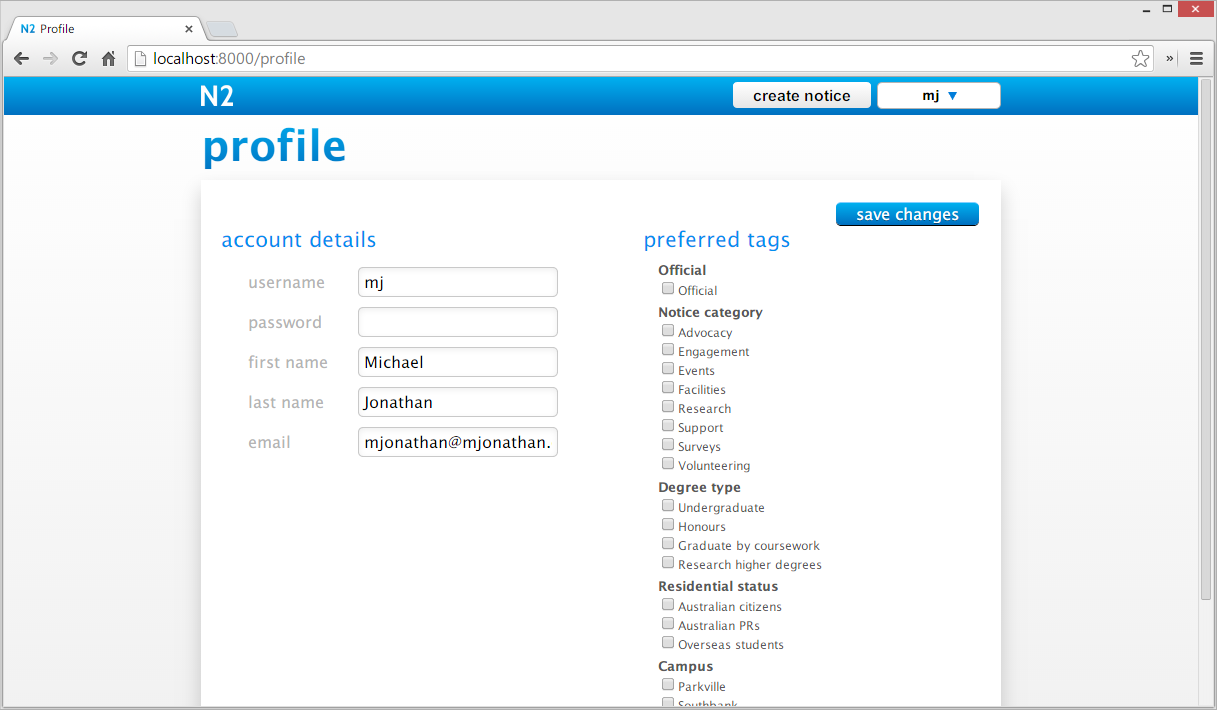 N2 Profile
localhost:8000/profile
»
N2
create notice
mj ▼
profile
save changes
account details
username
mj
password
first name
Michael
last name
Jonathan
email
mjonathan@mjonathan.
preferred tags
Official
Official
Notice category
Advocacy
Engagement
Events
Facilities
Research
Support
Surveys
Volunteering
Degree type
Undergraduate
Honours
Graduate by coursework
Research higher degrees
Residential status
Australian citizens
Australian PRs
Overseas students
Campus
Parkville
Southbank